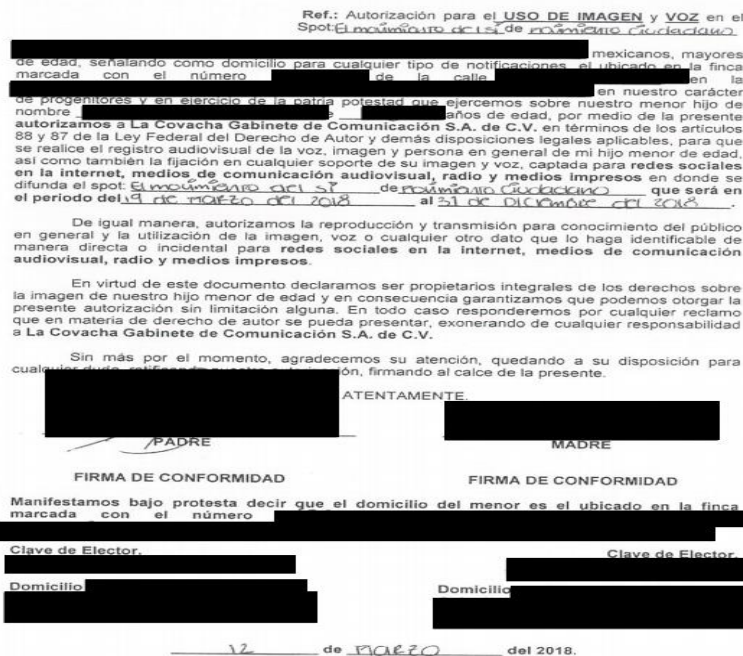 Ref.: Autorización para el USO DE IMAGEN y VOZ en el
Spot: El movimiento del sí de movimiento Ciudadano
mexicanos, mayores
de edad, señalando como domicilio para cualquier tipo de notificaciones, el ubicado en la finca
marcada con el número de la calle en la
en nuestro carácter
de progenitores y en ejercicio de la patria potestad que ejercemos sobre nuestro menor hijo de
nombre años de edad, por medio de la presente
autorizamos a La Covacha Gabinete de Comunicación S.A. de C.V. en términos de los artículos
88 y 87 de la Ley Federal del Derecho de Autor y demás disposiciones legales aplicables, para que
se realice el registro audiovisual de la voz, imagen y persona en general de mi hijo menor de edad,
así como también la fijación en cualquier soporte de su imagen y voz, captada para redes sociales
en la internet, medios de comunicación audiovisual, radio y medios impresos en donde se
difunda el spot: El movimiento del sí de movimiento Ciudadano que será en
el periodo del 19 de marzo del 2018 al 31 de Diciembre del 2018.
De igual manera, autorizamos la reproducción y transmisión para conocimiento del público
en general y la utilización de la imagen, voz o cualquier otro dato que lo haga identificable de
manera directa o incidental para redes sociales en la internet, medios de comunicación
audiovisual, radio y medios impresos.
En virtud de este documento declaramos ser propietarios integrales de los derechos sobre
la imagen de nuestro hijo menor de edad y en consecuencia garantizamos que podemos otorgar la
presente autorización sin limitación alguna. En todo caso responderemos por cualquier reclamo
que en materia de derecho de autor se pueda presentar, exonerando de cualquier responsabilidad
a La Covacha Gabinete de Comunicación S.A. de C.V.
Sin más por el momento, agradecemos su atención, quedando a su disposición para
cualquier duda, ratificando nuestra autorización, firmando al calce de la presente.
ATENTAMENTE.
PADRE MADRE
FIRMA DE CONFORMIDAD FIRMA DE CONFORMIDAD
Manifestamos bajo protesta decir que el domicilio del menor es el ubicado en la finca
marcada con el número
Clave de Elector. Clave de Elector.
Domicilio Domicilio
12 de MARZO del 2018.